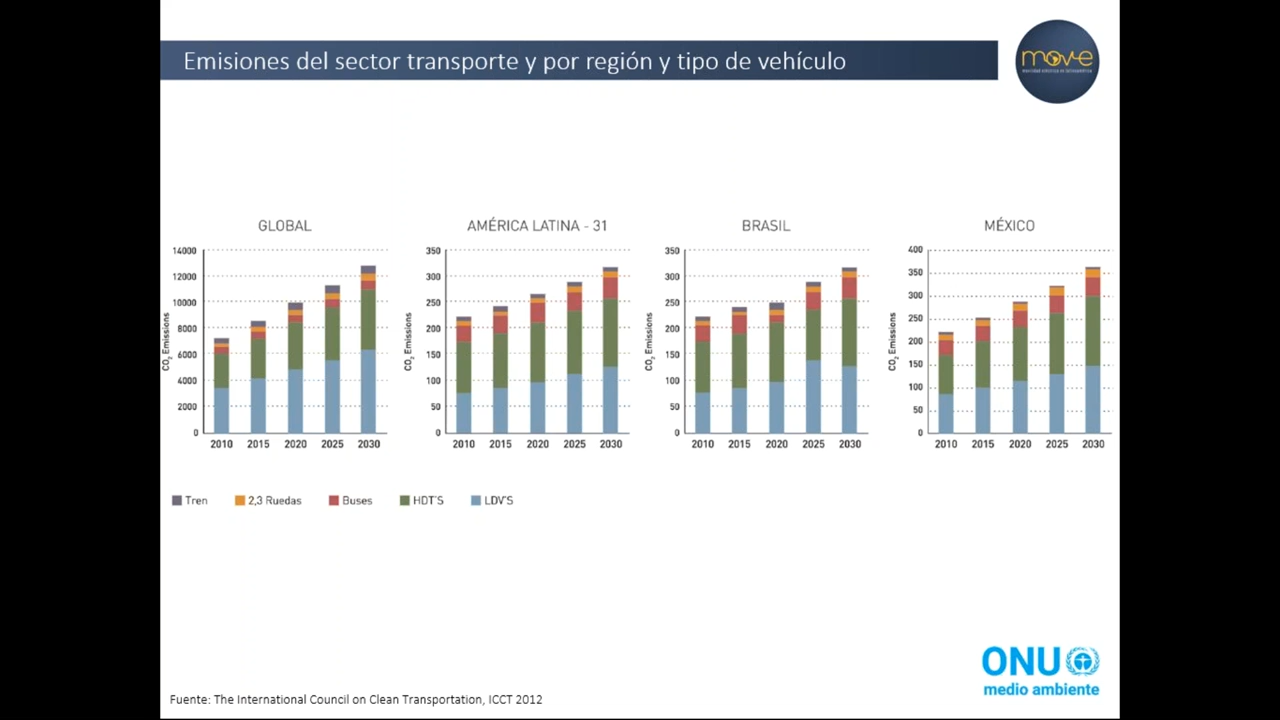 Emisiones del sector transporte y por región y tipo de vehículo
mov-e
movilidad eléctrica en latinoamérica
GLOBAL
14000
12000
10000
8000
6000
4000
2000
0
CO2 Emissions
2010 2015 2020 2025 2030
AMÉRICA LATINA - 31
350
300
250
200
150
100
50
0
CO2 Emissions
2010 2015 2020 2025 2030
BRASIL
350
300
250
200
150
100
50
0
CO2 Emissions
2010 2015 2020 2025 2030
MÉXICO
400
350
300
250
200
150
100
50
0
CO2 Emissions
2010 2015 2020 2025 2030
Tren 2,3 Ruedas Buses HDT'S LDV'S
ONU
medio ambiente
Fuente: The International Council on Clean Transportation, ICCT 2012